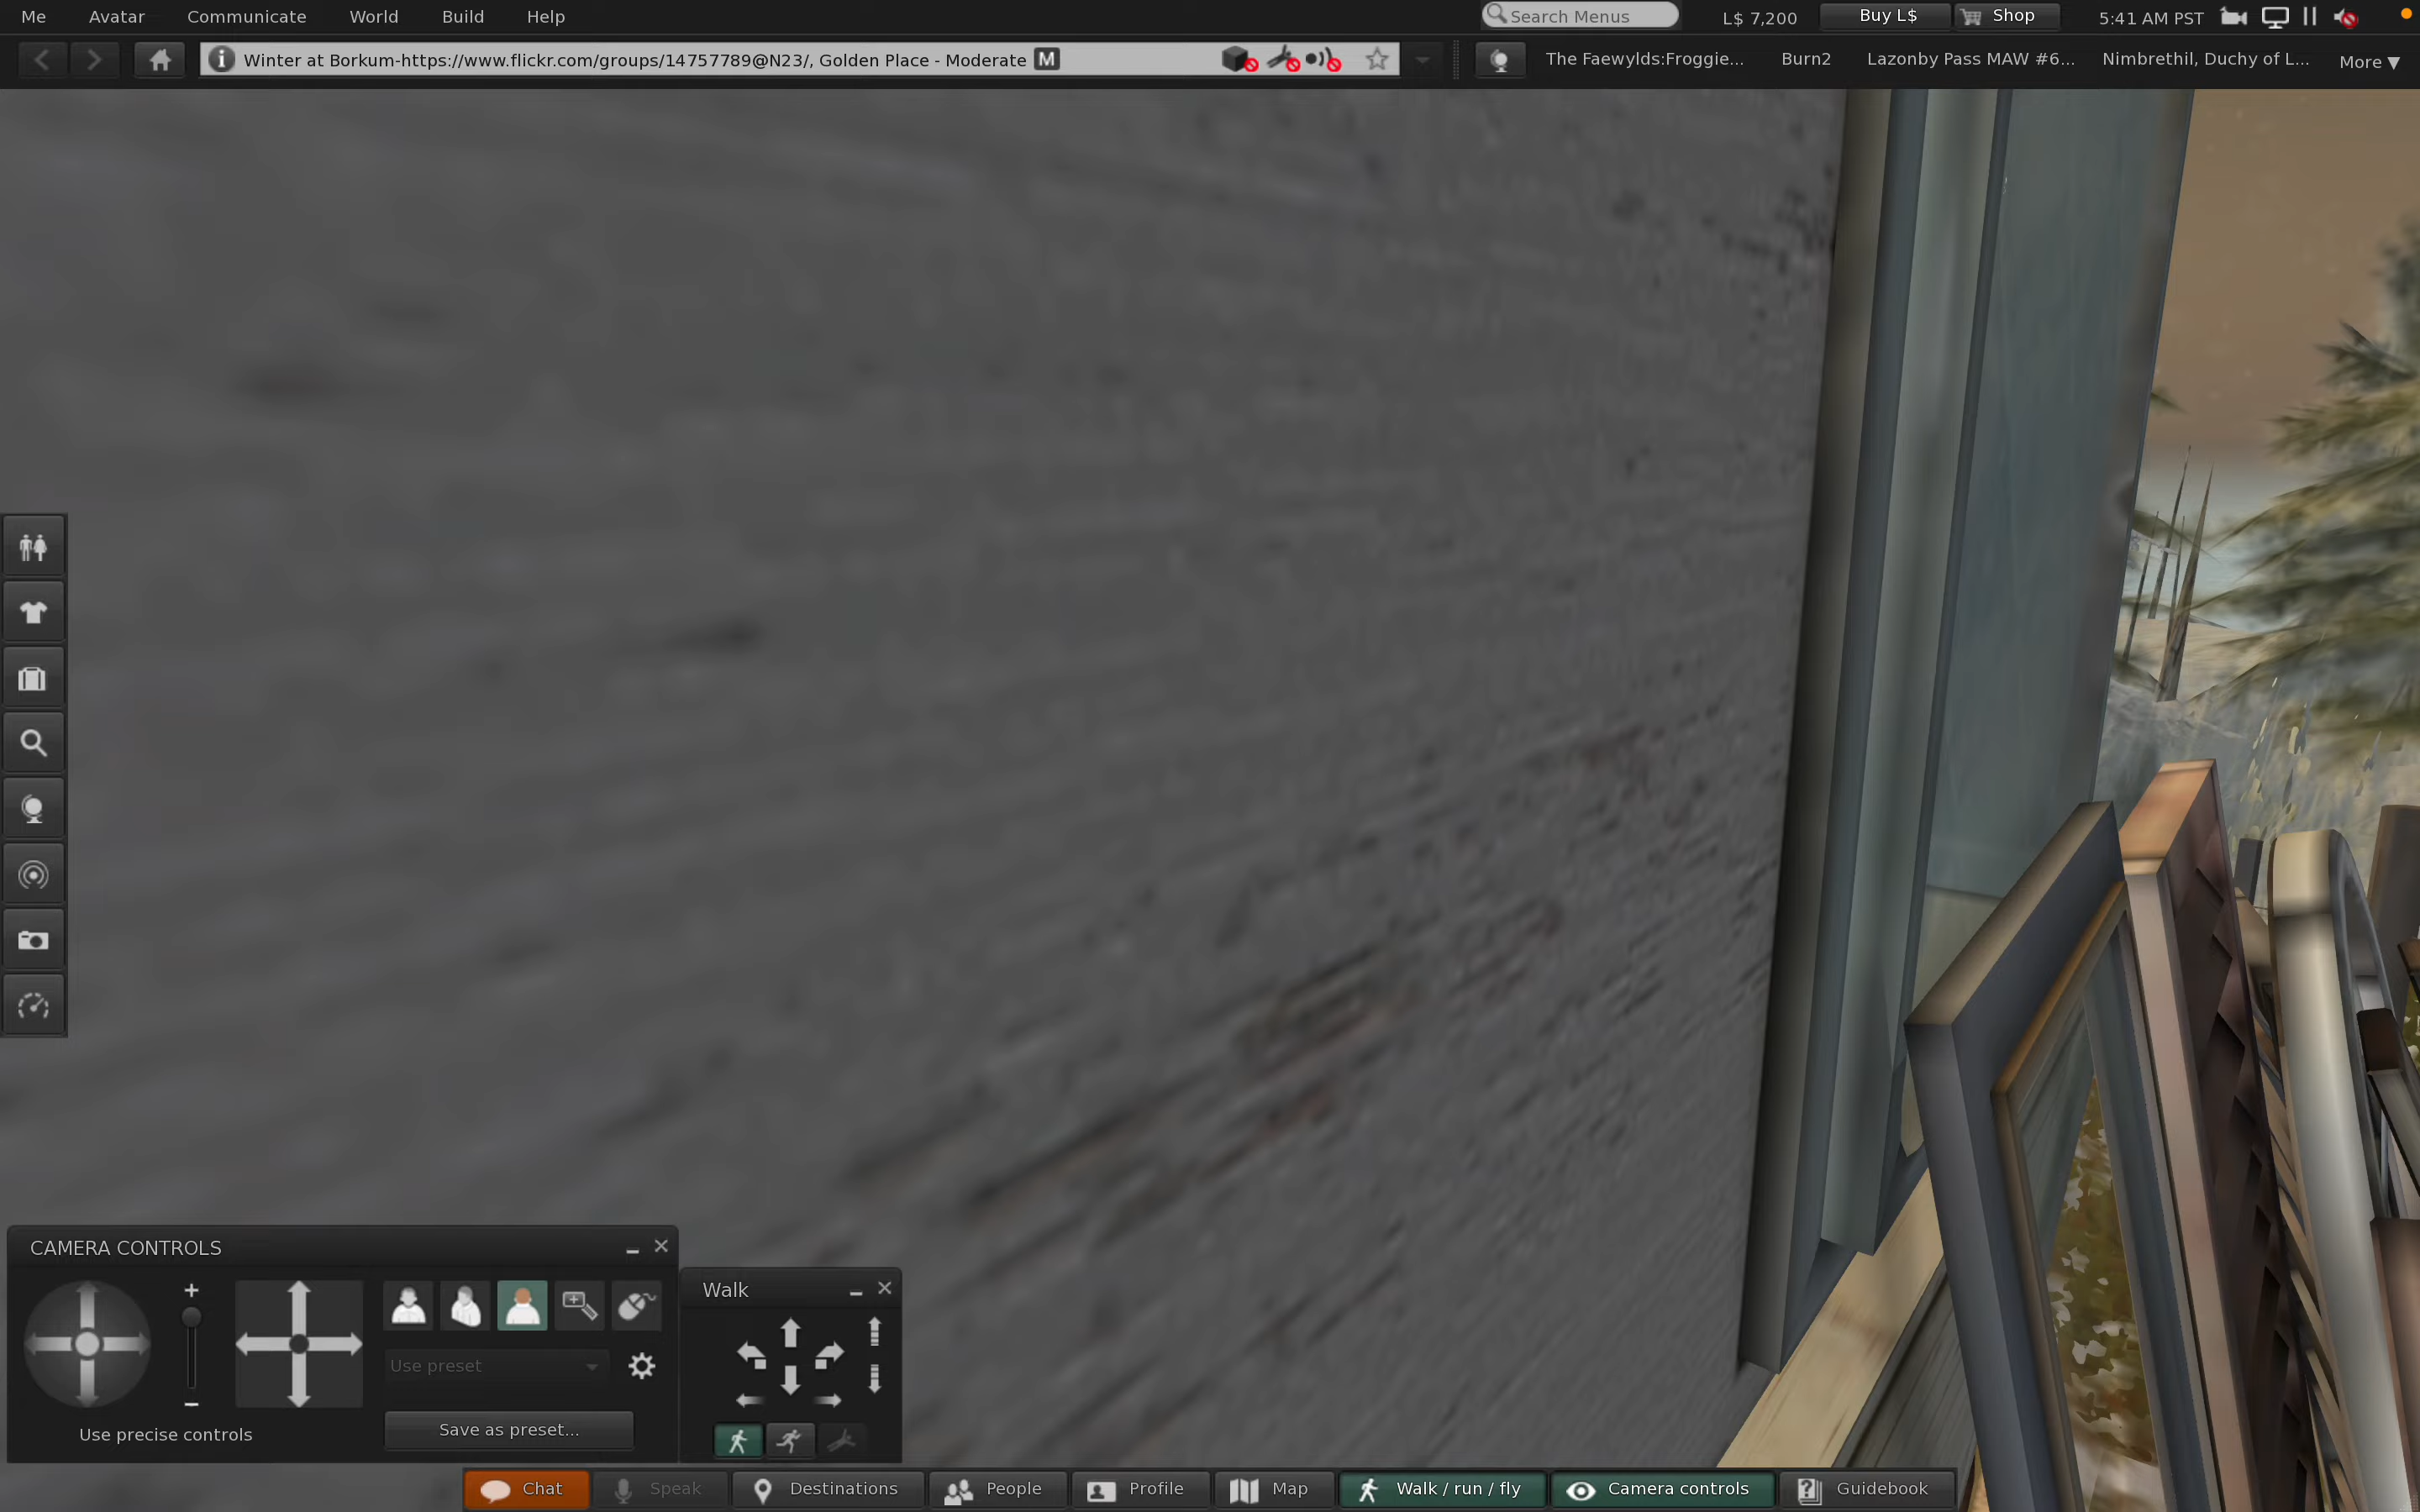 Me Avatar Communicate World Build Help
Search Menus L$ 7,200 Buy L$ Shop 5:41 AM PST
Winter at Borkum-https://www.flickr.com/groups/14757789@N23/, Golden Place - Moderate M
The Faewylds:Froggie... Burn2 Lazonby Pass MAW #6... Nimbrethil, Duchy of L... More ▼
CAMERA CONTROLS
Use preset
Save as preset...
Use precise controls
Walk
Chat Speak Destinations People Profile Map Walk / run / fly Camera controls Guidebook